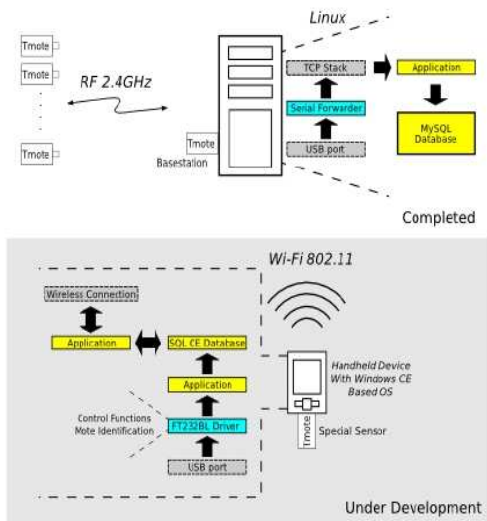 Linux
Tmote
Tmote
Tmote
RF 2.4GHz
TCP Stack
Application
Serial Forwarder
MySQL
Database
Tmote
Basestation
USB port
Completed
Wi-Fi 802.11
Wireless Connection
Application
SQL CE Database
Application
Handheld Device
With Windows CE
Based OS
Control Functions
Mote Identification
FT232BL Driver
Tmote
Special Sensor
USB port
Under Development